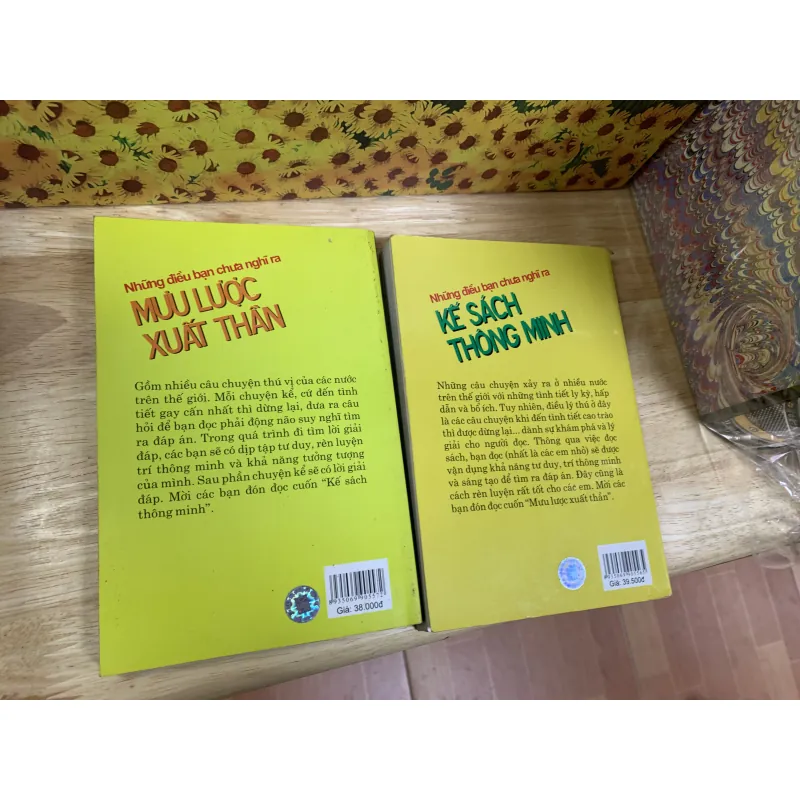 Những điều bạn chưa nghĩ ra
MƯU LƯỢC
XUẤT THẦN
Gồm nhiều câu chuyện thú vị của các nước
trên thế giới. Mỗi chuyện kể, cứ đến tình
tiết gay cấn nhất thì dừng lại, đưa ra câu
hỏi để bạn đọc phải động não suy nghĩ tìm
ra đáp án. Trong quá trình đi tìm lời giải
đáp, các bạn sẽ có dịp tập tư duy, rèn luyện
trí thông minh và khả năng tưởng tượng
của mình. Sau phần chuyện kể sẽ có lời giải
đáp. Mời các bạn đón đọc cuốn “Kế sách
thông minh”.
Giá: 38.000đ
Những điều bạn chưa nghĩ ra
KẾ SÁCH
THÔNG MINH
Những câu chuyện xảy ra ở nhiều nước
trên thế giới với những tình tiết ly kỳ, hấp
dẫn và bổ ích. Tuy nhiên, điều lý thú ở đây
là các câu chuyện khi đến tình tiết cao trào
thì được dừng lại... dành sự khám phá và lý
giải cho người đọc. Thông qua việc đọc
sách, bạn đọc (nhất là các em nhỏ) sẽ được
vận dụng khả năng tư duy, trí thông minh
và sáng tạo để tìm ra đáp án. Đây cũng là
cách rèn luyện rất tốt cho các em. Mời các
bạn đón đọc cuốn “Mưu lược xuất thần”.
Giá: 39.500đ